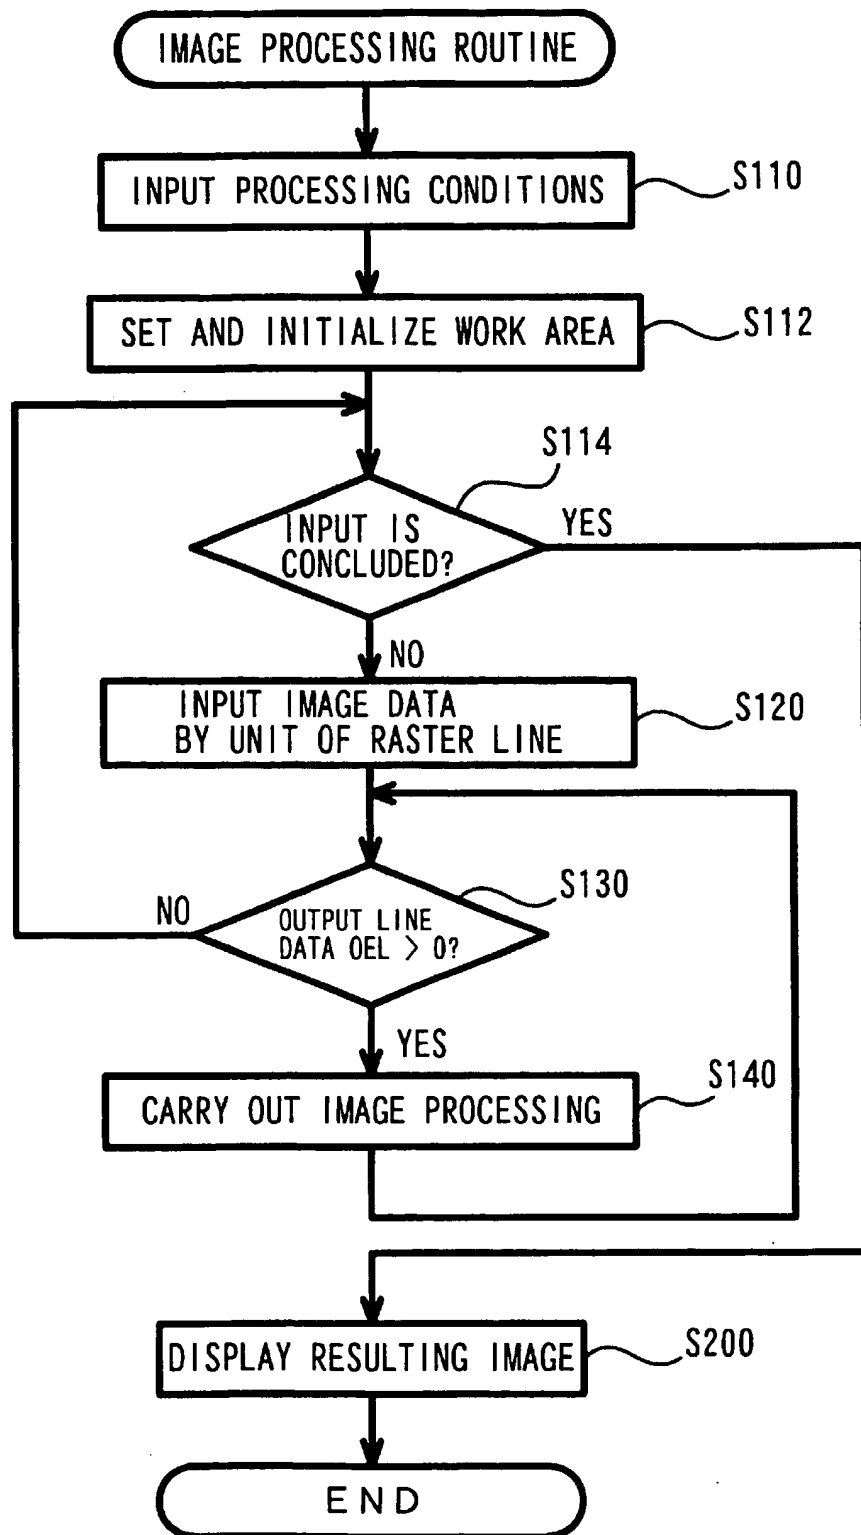 IMAGE PROCESSING ROUTINE
INPUT PROCESSING CONDITIONS
S110
SET AND INITIALIZE WORK AREA
S112
S114
INPUT IS
CONCLUDED?
YES
NO
INPUT IMAGE DATA
BY UNIT OF RASTER LINE
S120
S130
NO
OUTPUT LINE
DATA OEL > 0?
YES
S140
CARRY OUT IMAGE PROCESSING
DISPLAY RESULTING IMAGE
S200
END